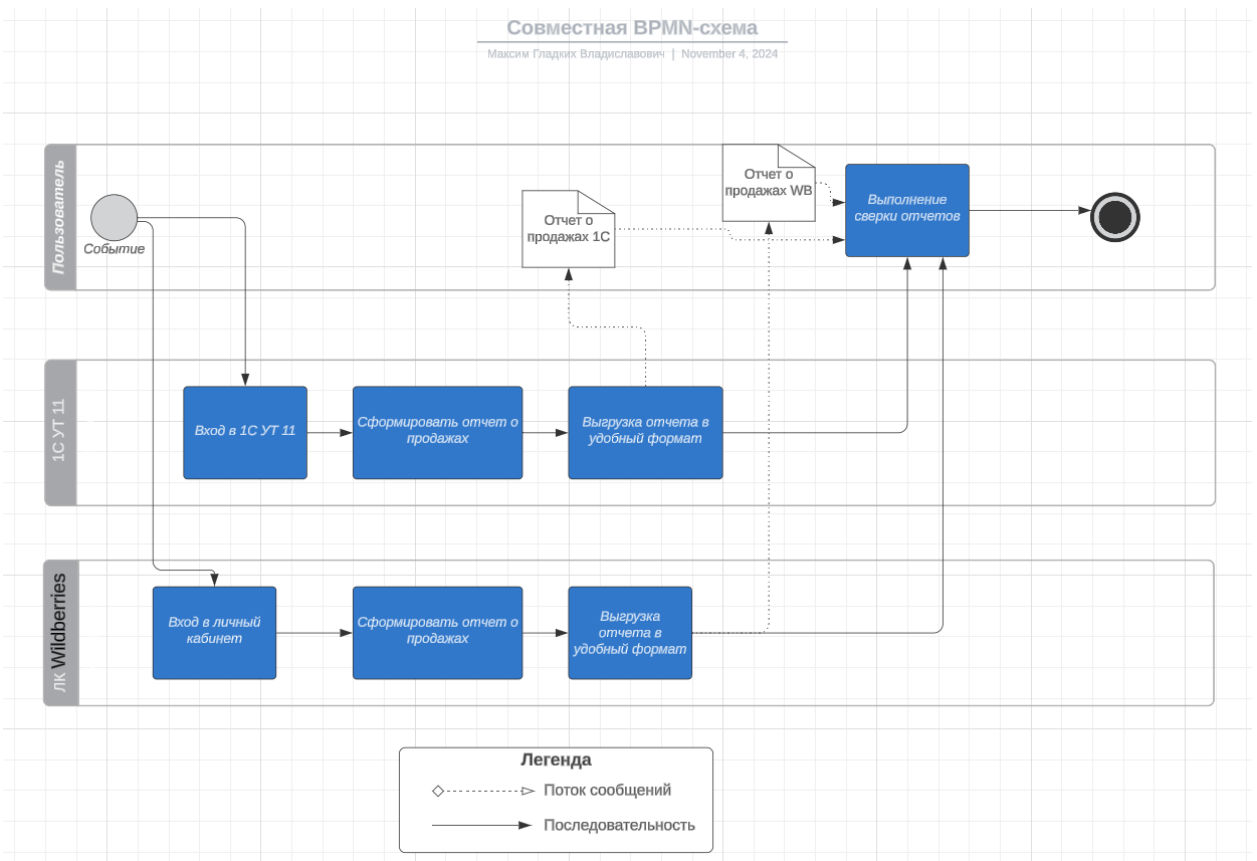 Совместная BPMN-схема
Максим Гладких Владиславович | November 4, 2024
Пользователь
Событие
Отчет о
продажах 1С
Отчет о
продажах WB
Выполнение
сверки отчетов
1С УТ 11
Вход в 1С УТ 11
Сформировать отчет о
продажах
Выгрузка отчета в
удобный формат
ЛК Wildberries
Вход в личный
кабинет
Сформировать отчет о
продажах
Выгрузка
отчета в
удобный формат
Легенда
Поток сообщений
Последовательность